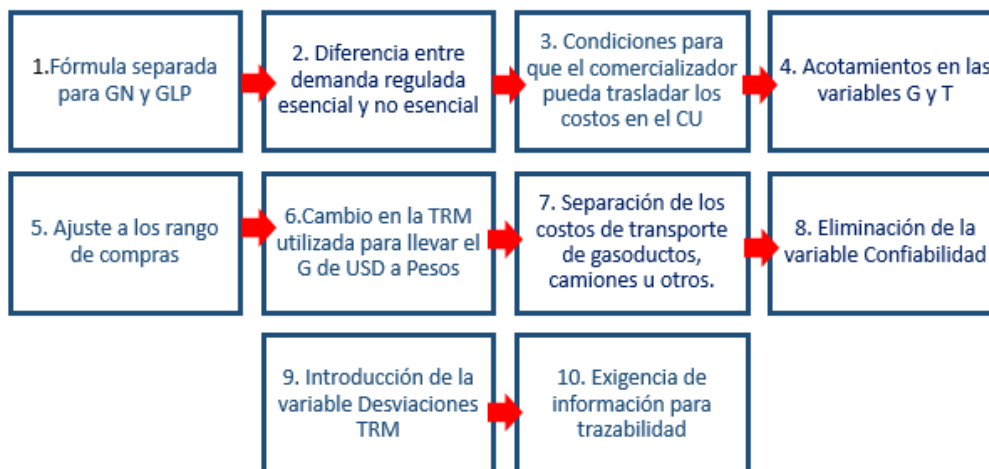 1.Fórmula separada
para GN y GLP
2. Diferencia entre
demanda regulada
esencial y no esencial
3. Condiciones para
que el comercializador
pueda trasladar los
costos en el CU
4. Acotamientos en las
variables G y T
5. Ajuste a los rango
de compras
6.Cambio en la TRM
utilizada para llevar el
G de USD a Pesos
7. Separación de los
costos de transporte
de gasoductos,
camiones u otros.
8. Eliminación de la
variable Confiabilidad
9. Introducción de la
variable Desviaciones
TRM
10. Exigencia de
información para
trazabilidad